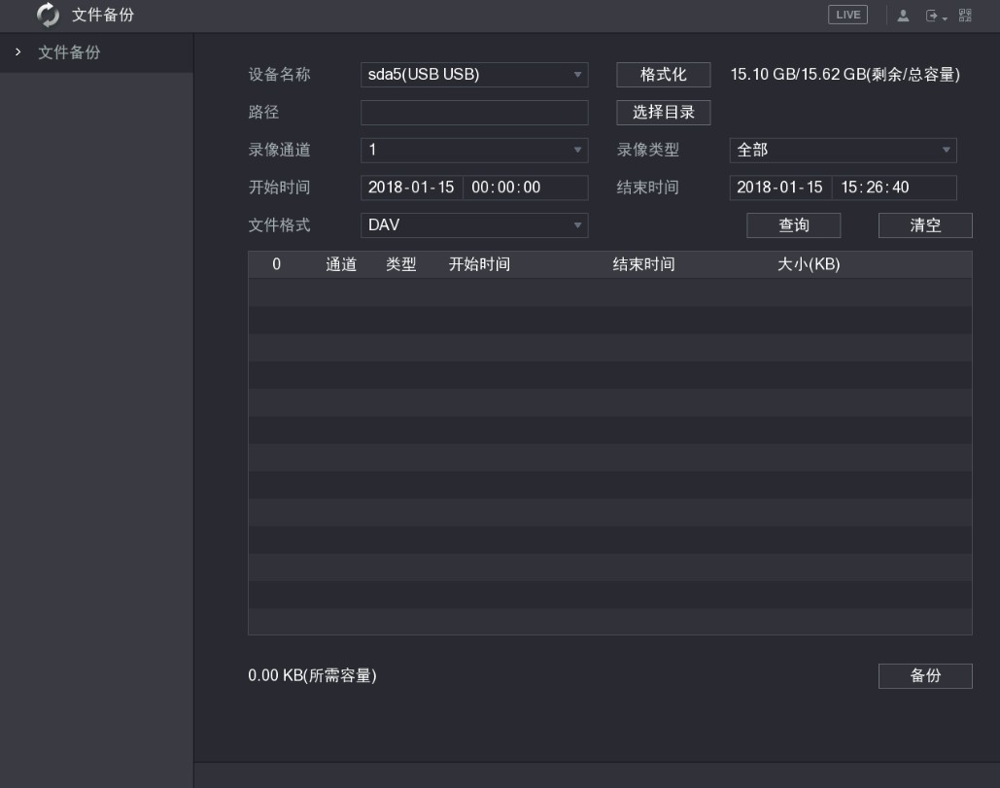 文件备份 LIVE
文件备份
设备名称 sda5(USB USB) 格式化 15.10 GB/15.62 GB(剩余/总容量)
路径 选择目录
录像通道 1 录像类型 全部
开始时间 2018-01-15 00:00:00 结束时间 2018-01-15 15:26:40
文件格式 DAV 查询 清空
0 通道 类型 开始时间 结束时间 大小(KB)
0.00 KB(所需容量) 备份